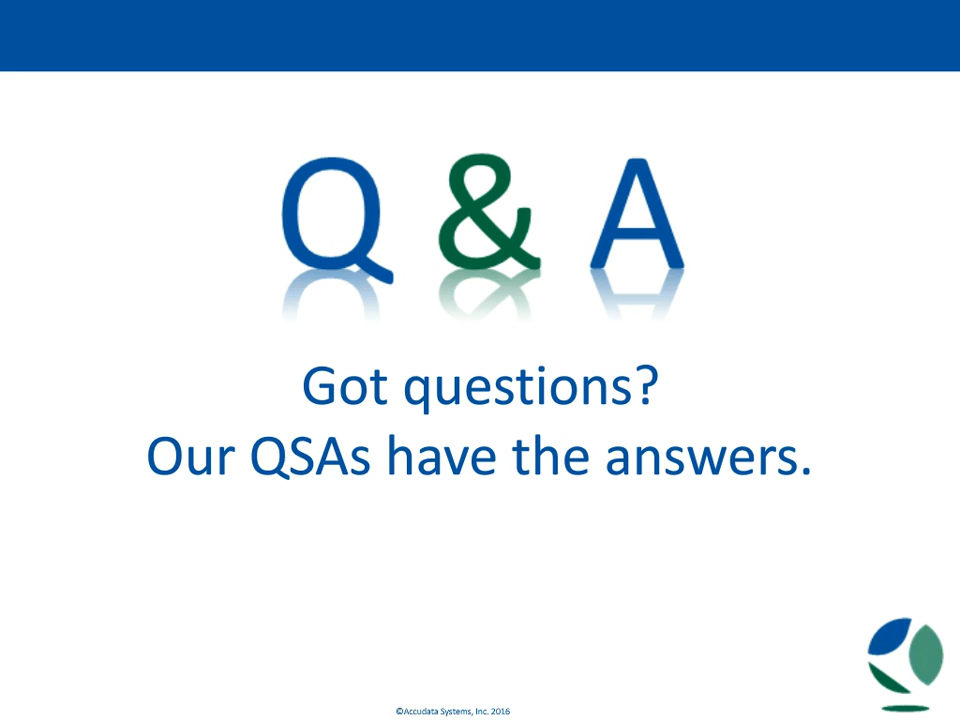 Q & A
Got questions?
Our QSAs have the answers.
©Accudata Systems, Inc. 2016